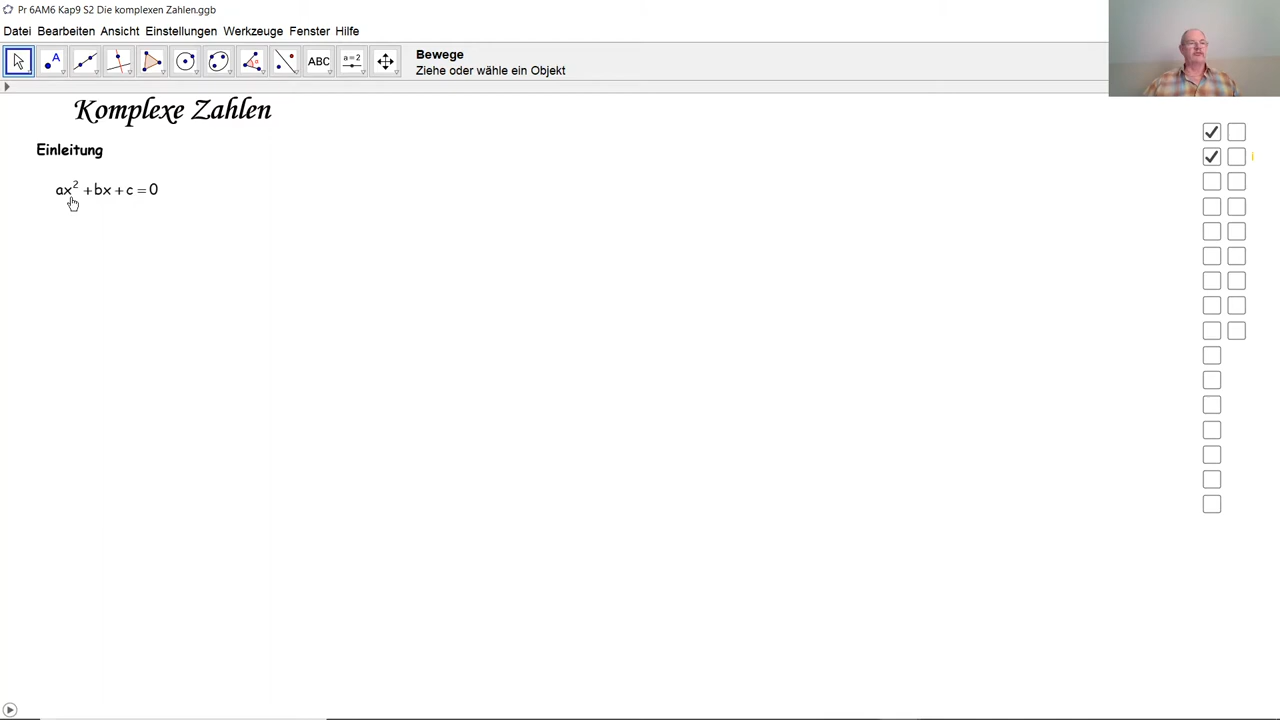 Pr 6AM6 Kap9 S2 Die komplexen Zahlen.ggb
Datei Bearbeiten Ansicht Einstellungen Werkzeuge Fenster Hilfe
A
α
ABC
a=2
Bewege
Ziehe oder wähle ein Objekt
Komplexe Zahlen
Einleitung
ax² + bx + c = 0